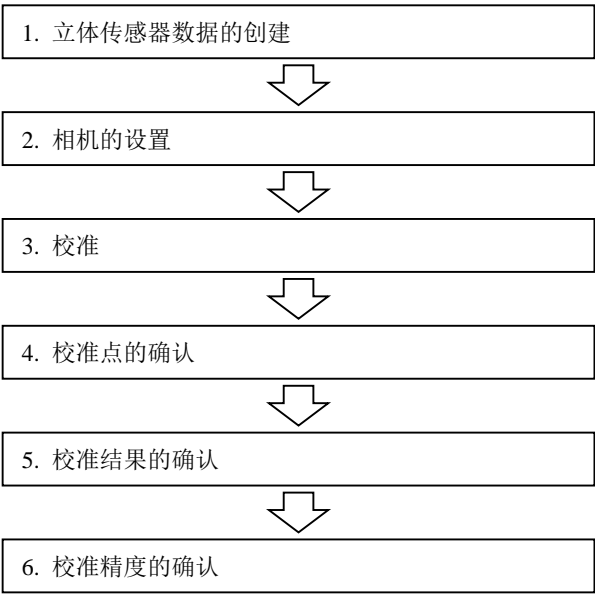 1. 立体传感器数据的创建
2. 相机的设置
3. 校准
4. 校准点的确认
5. 校准结果的确认
6. 校准精度的确认